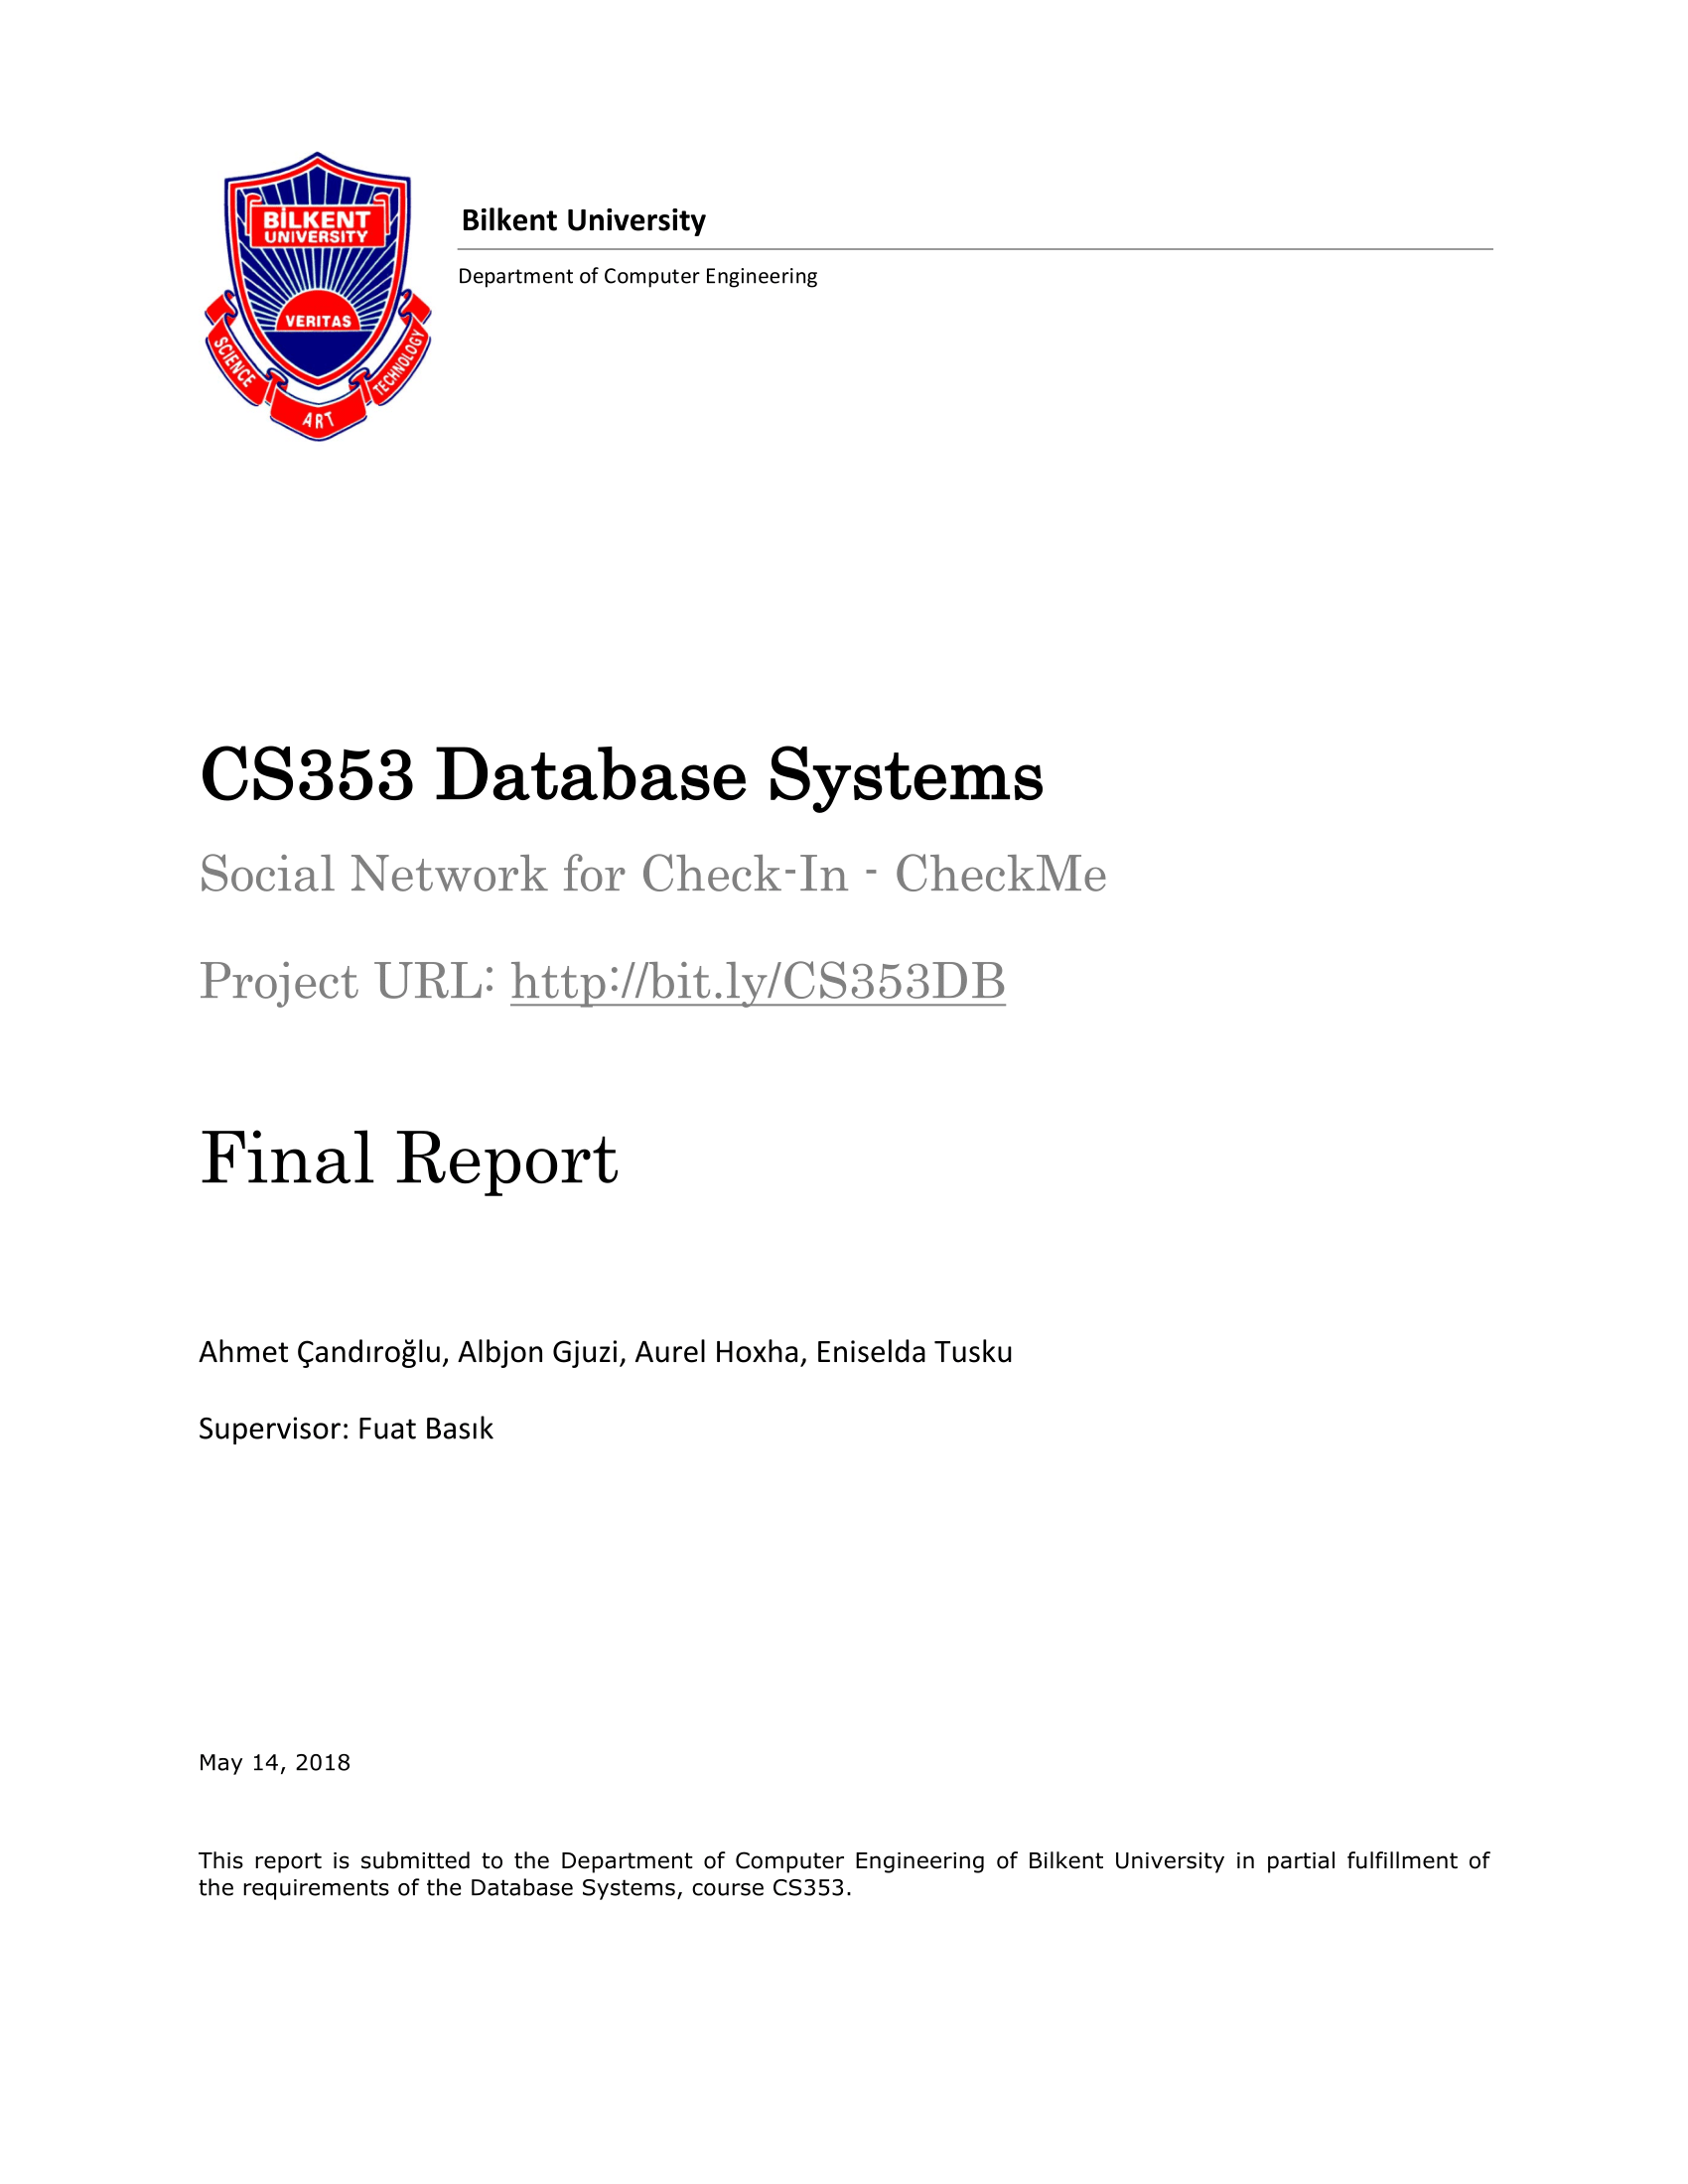 BİLKENT
UNIVERSITY
VERITAS
SCIENCE
ART
TECHNOLOGY
Bilkent University
Department of Computer Engineering
CS353 Database Systems
Social Network for Check-In - CheckMe
Project URL: http://bit.ly/CS353DB
Final Report
Ahmet Çandıroğlu, Albjon Gjuzi, Aurel Hoxha, Eniselda Tusku
Supervisor: Fuat Basık
May 14, 2018
This report is submitted to the Department of Computer Engineering of Bilkent University in partial fulfillment of
the requirements of the Database Systems, course CS353.